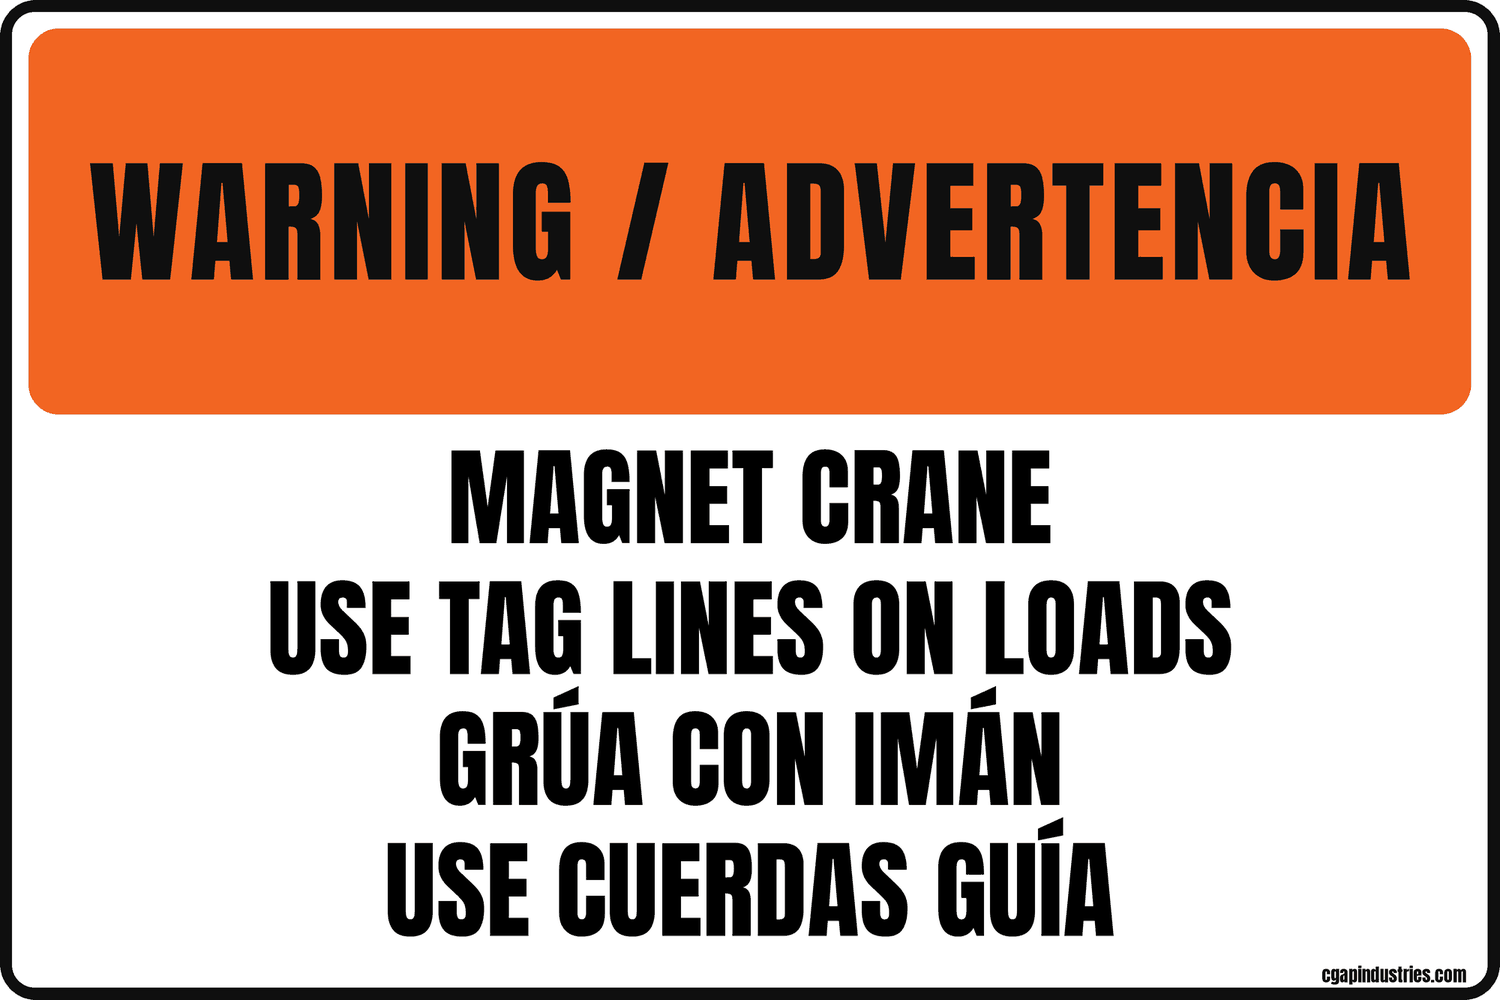 WARNING / ADVERTENCIA
MAGNET CRANE
USE TAG LINES ON LOADS
GRÚA CON IMÁN
USE CUERDAS GUÍA
cgapindustries.com